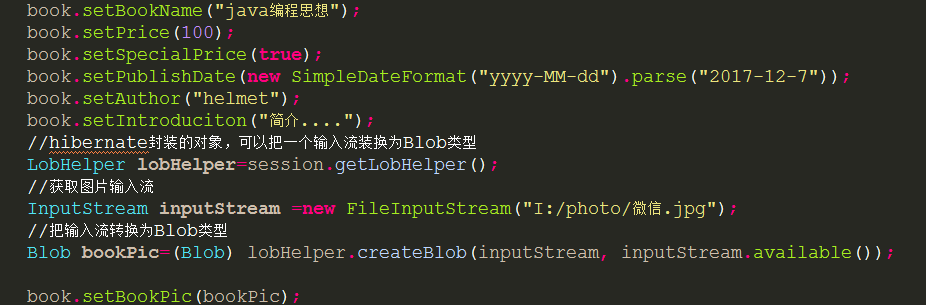 book.setBookName("java编程思想");
book.setPrice(100);
book.setSpecialPrice(true);
book.setPublishDate(new SimpleDateFormat("yyyy-MM-dd").parse("2017-12-7"));
book.setAuthor("helmet");
book.setIntroduciton("简介....");
//hibernate封装的对象，可以把一个输入流装换为Blob类型
LobHelper lobHelper=session.getLobHelper();
//获取图片输入流
InputStream inputStream =new FileInputStream("I:/photo/微信.jpg");
//把输入流转换为Blob类型
Blob bookPic=(Blob) lobHelper.createBlob(inputStream, inputStream.available());
book.setBookPic(bookPic);